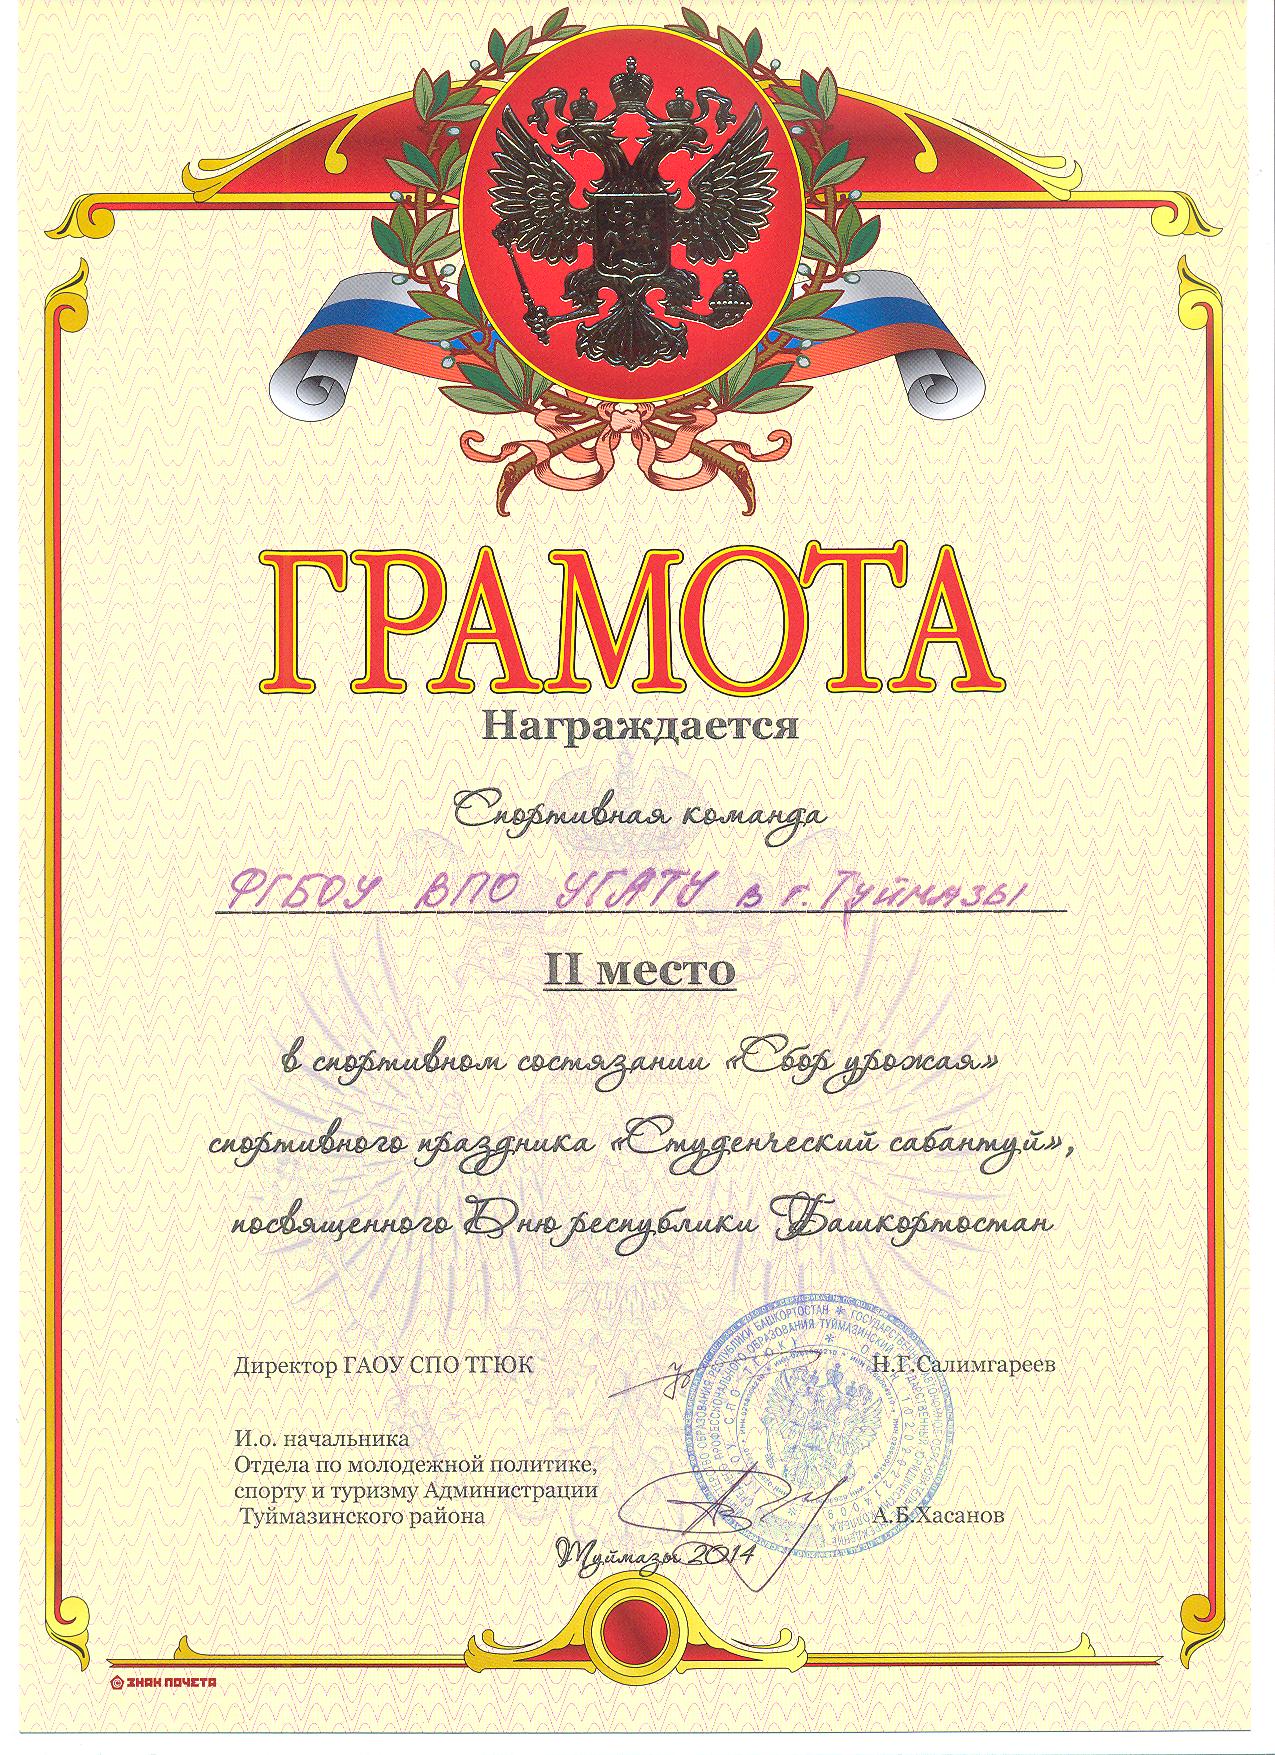 ГРАМОТА
Награждается
Спортивная команда
ФГБОУ ВПО УГАТУ в г. Туймазы
II место
в спортивном состязании «Сбор урожая»
спортивного праздника «Студенческий сабантуй»,
посвященного Дню республики Башкортостан
Директор ГАОУ СПО ТГЮК
Н.Г.Салимгареев
И.о. начальника
Отдела по молодежной политике,
спорту и туризму Администрации
Туймазинского района
А.Б.Хасанов
Туймазы 2014
ЗНАК ПОЧЕТА